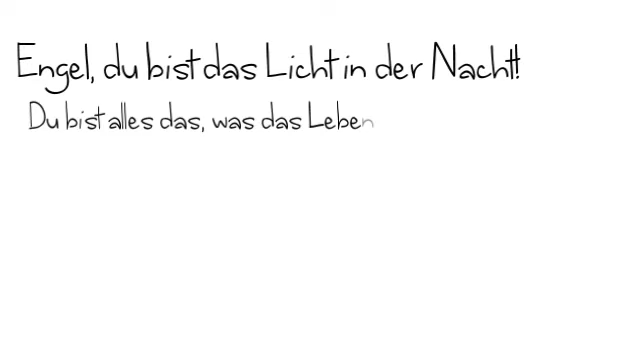 Engel, du bist das Licht in der Nacht!
Du bist alles das, was das Leben